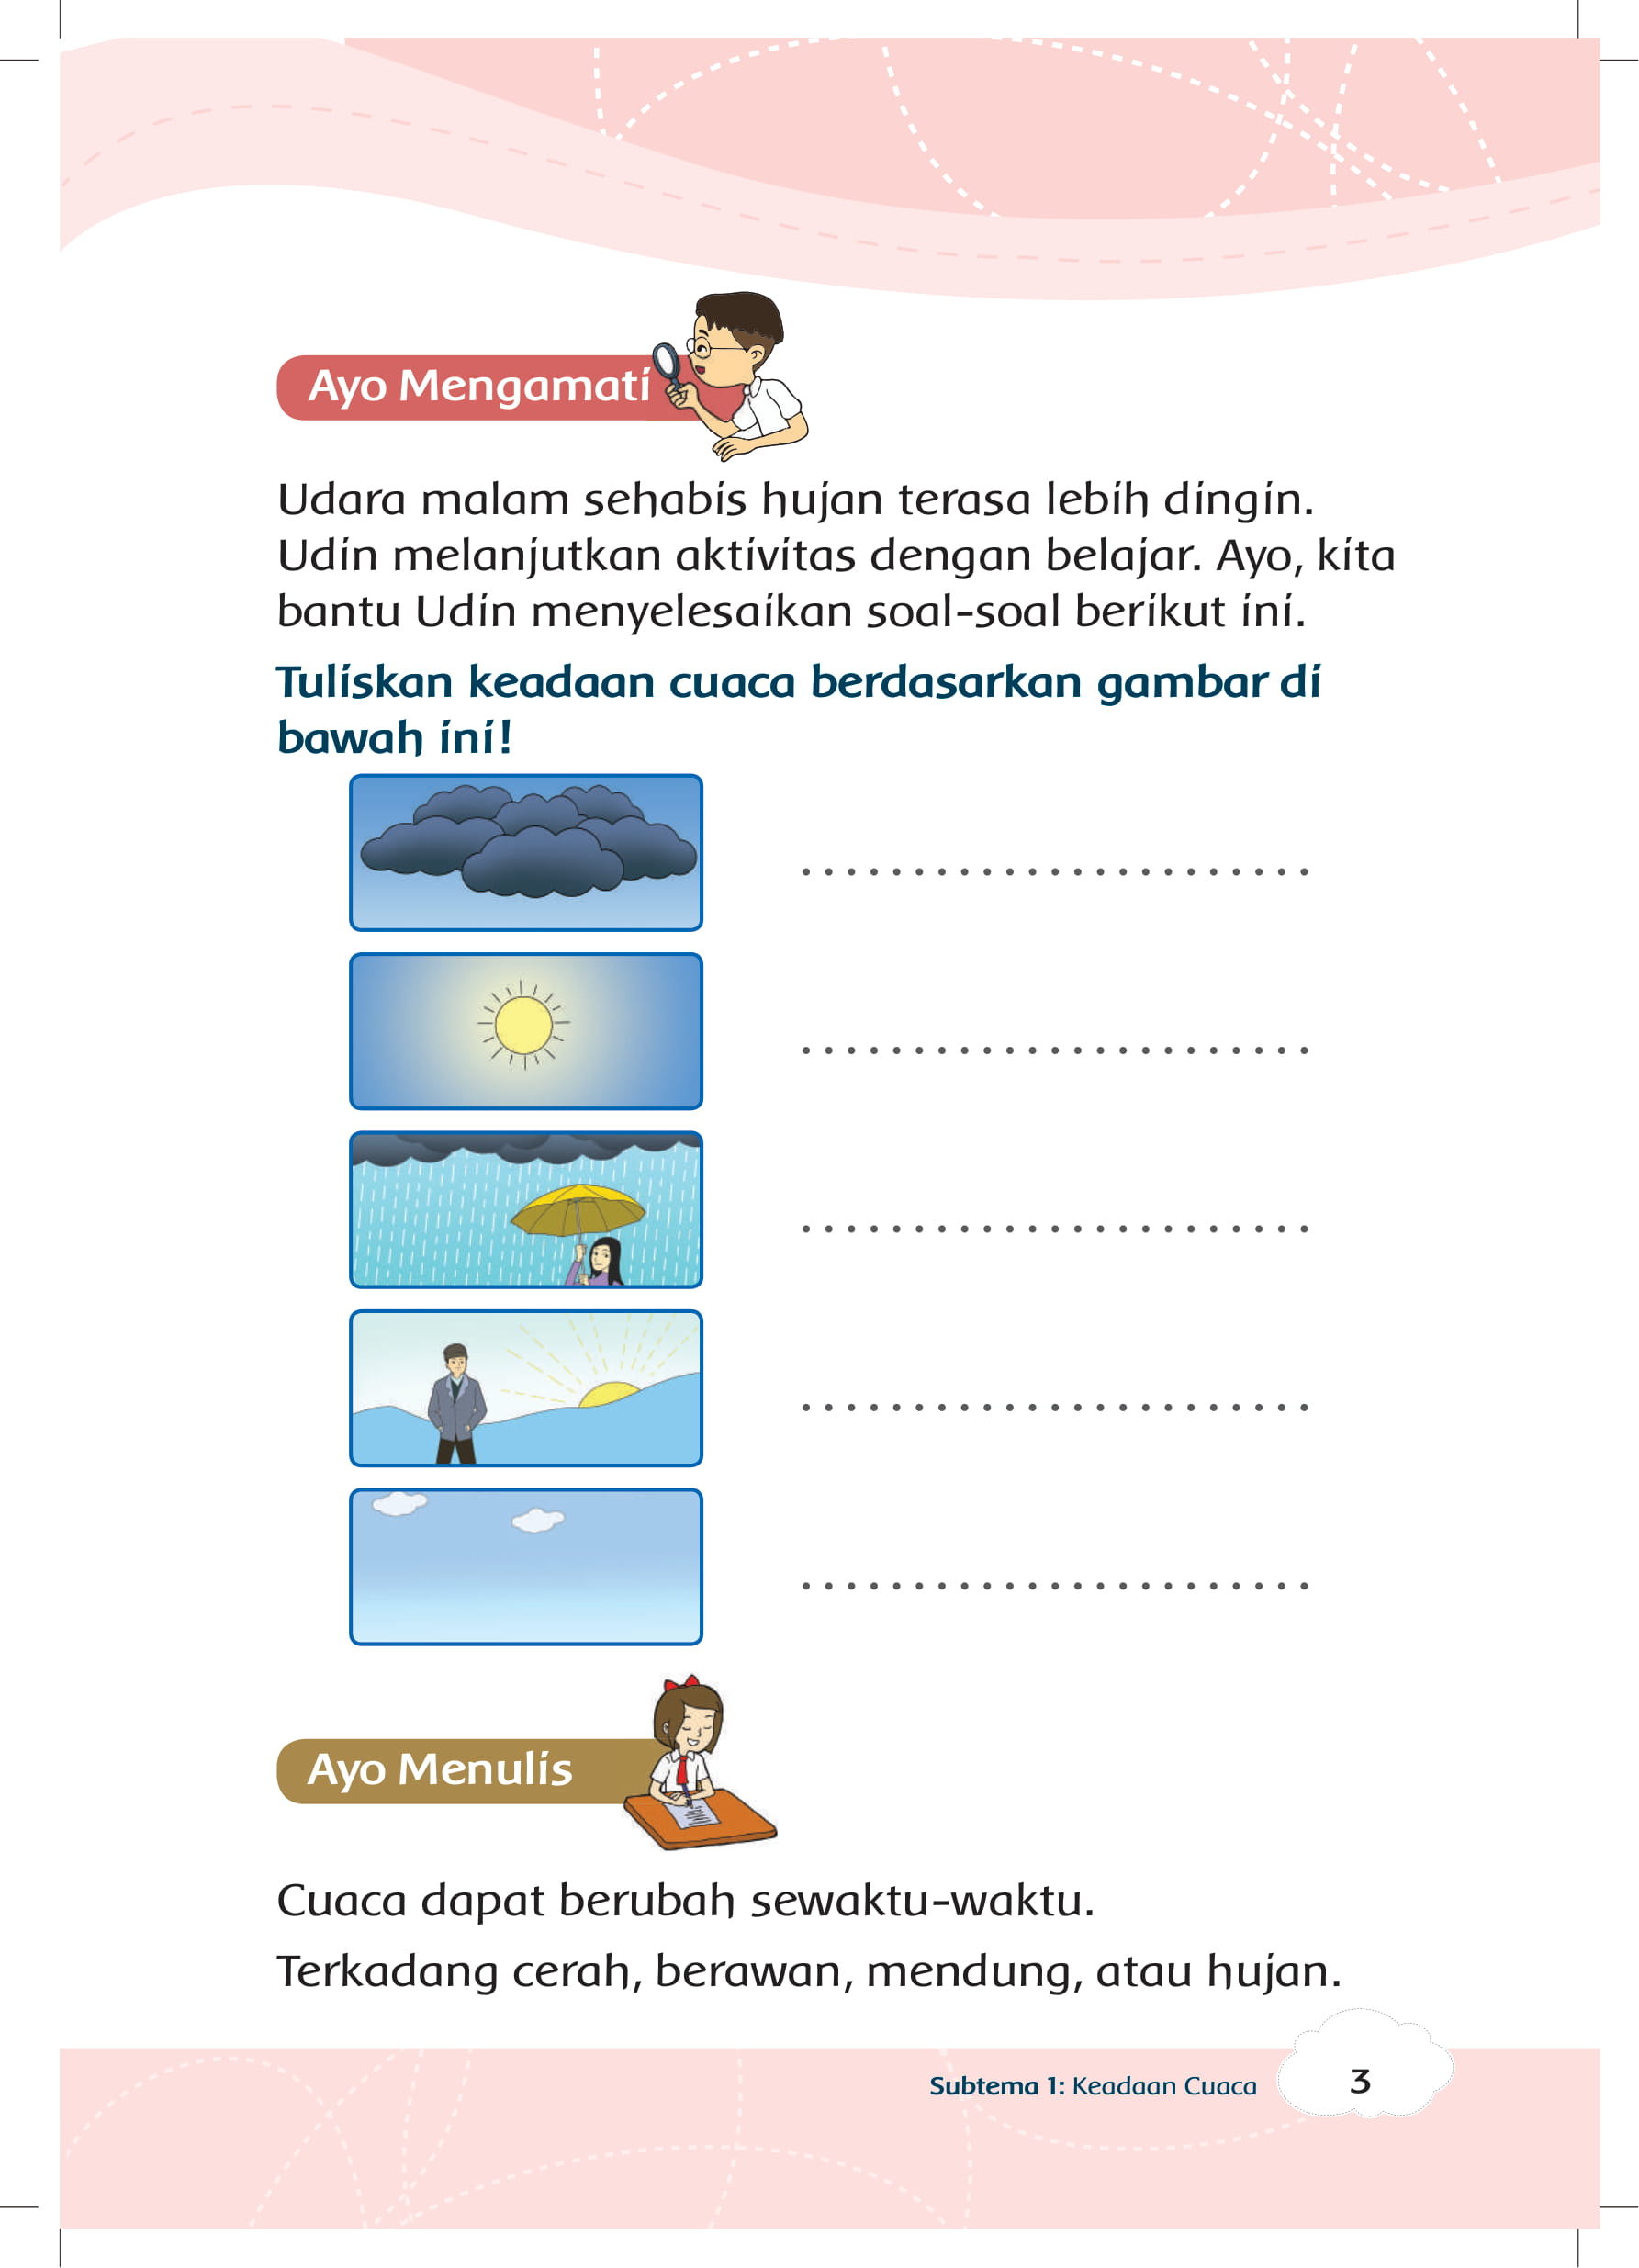 Ayo Mengamati
Udara malam sehabis hujan terasa lebih dingin.
Udin melanjutkan aktivitas dengan belajar. Ayo, kita
bantu Udin menyelesaikan soal-soal berikut ini.
Tuliskan keadaan cuaca berdasarkan gambar di
bawah ini!
.......................
.......................
.......................
.......................
.......................
Ayo Menulis
Cuaca dapat berubah sewaktu-waktu.
Terkadang cerah, berawan, mendung, atau hujan.
Subtema 1: Keadaan Cuaca
3